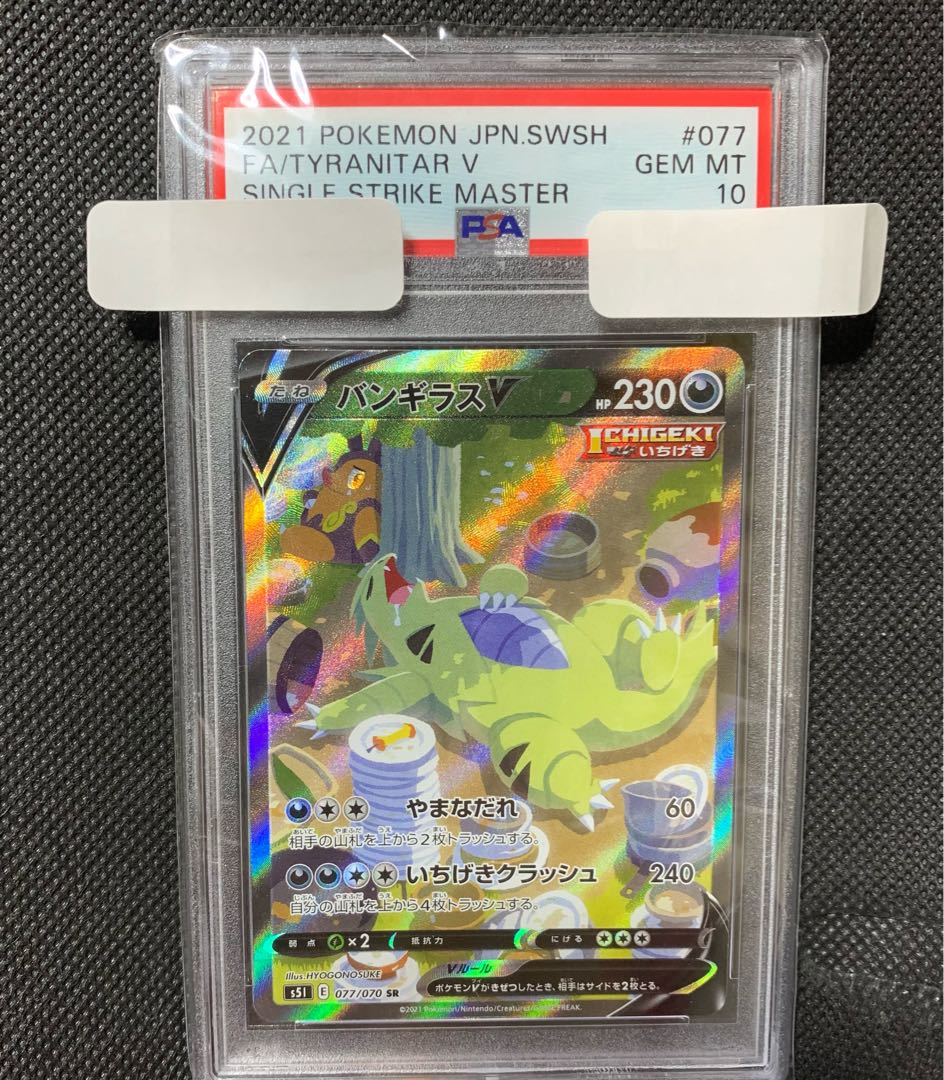 2021 POKEMON JPN.SWSH #077
FA/TYRANITAR V GEM MT
SINGLE STRIKE MASTER 10
PSA
たね バンギラスV HP 230
ICHIGEKI
いちげき
やまなだれ 60
相手の山札を上から2枚トラッシュする。
いちげきクラッシュ 240
自分の山札を上から4枚トラッシュする。
弱点 ×2 抵抗力 にげる
Illus.HYOGONOSUKE
Vルール
s5I E 077/070 SR
ポケモンVがきぜつしたとき、相手はサイドを2枚とる。
©2021 Pokémon/Nintendo/Creatures/GAME FREAK.